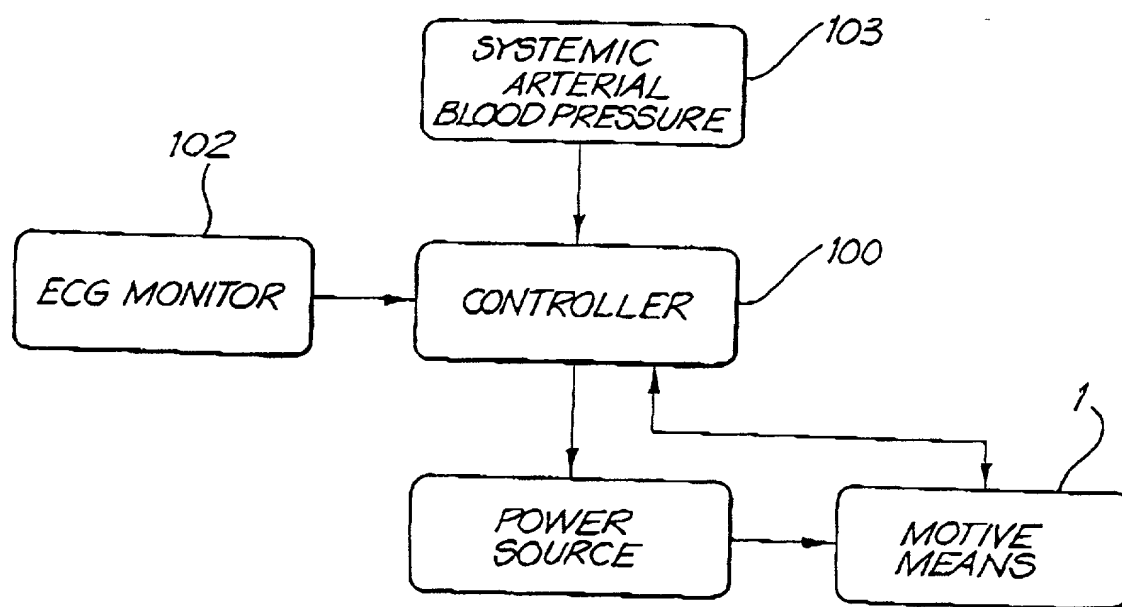 103
SYSTEMIC
ARTERIAL
BLOOD PRESSURE
102
ECG MONITOR
100
CONTROLLER
1
POWER
SOURCE
MOTIVE
MEANS